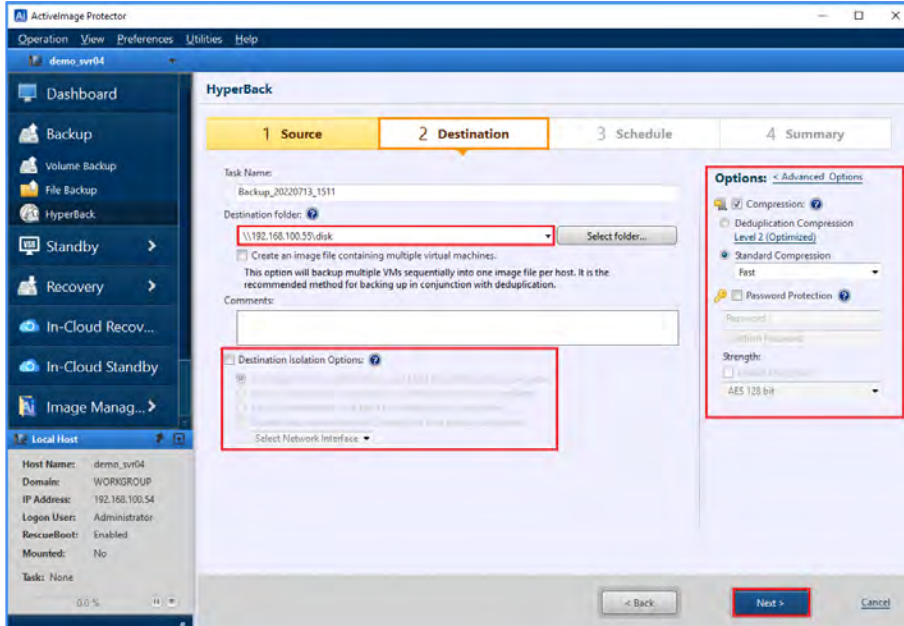 ActiveImage Protector
Operation View Preferences Utilities Help
demo_svr04
Dashboard
Backup
Volume Backup
File Backup
HyperBack
Standby
Recovery
In-Cloud Recov...
In-Cloud Standby
Image Manag...
Local Host
Host Name: demo_svr04
Domain: WORKGROUP
IP Address: 192.168.100.54
Logon User: Administrator
RescueBoot: Enabled
Mounted: No
Task: None
0.0 %
HyperBack
1 Source
2 Destination
3 Schedule
4 Summary
Task Name:
Backup_20220713_1511
Destination folder:
\\192.168.100.55\disk
Select folder...
Create an image file containing multiple virtual machines.
This option will backup multiple VMs sequentially into one image file per host. It is the
recommended method for backing up in conjunction with deduplication.
Comments:
Destination Isolation Options:
Select Network Interface
Options: < Advanced Options
Compression:
Deduplication Compression
Level 2 (Optimized)
Standard Compression
Fast
Password Protection
Password
Confirm Password
Strength:
AES 128 bit
< Back
Next >
Cancel